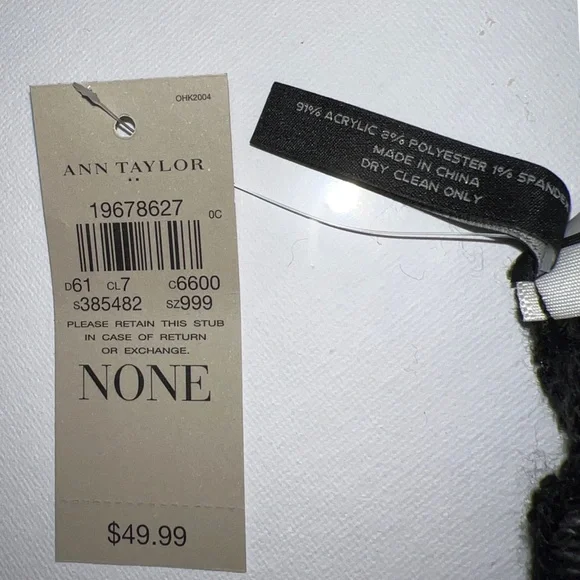 OHK2004
ANN TAYLOR
19678627 0C
D61 CL7 C6600
S385482 SZ999
PLEASE RETAIN THIS STUB
IN CASE OF RETURN
OR EXCHANGE.
NONE
$49.99
91% ACRYLIC 8% POLYESTER 1% SPANDEX
MADE IN CHINA
DRY CLEAN ONLY